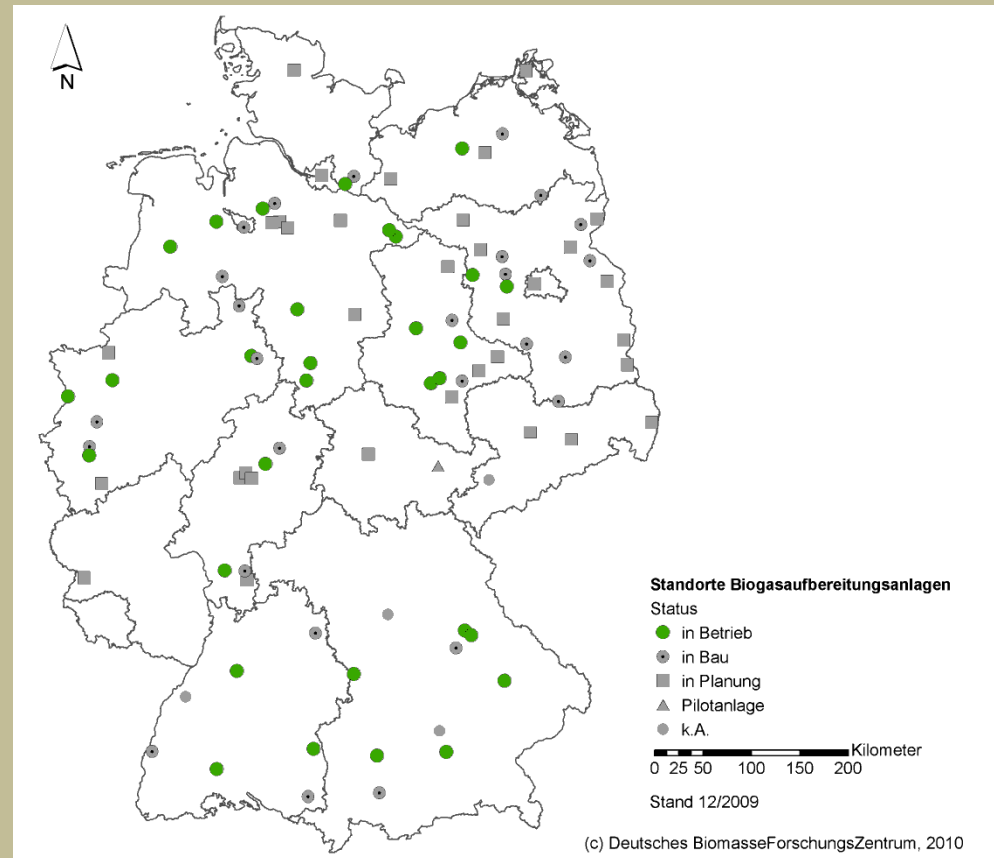 N
Standorte Biogasaufbereitungsanlagen
Status
in Betrieb
in Bau
in Planung
Pilotanlage
k.A.
Kilometer
0 25 50 100 150 200
Stand 12/2009
(c) Deutsches BiomasseForschungsZentrum, 2010